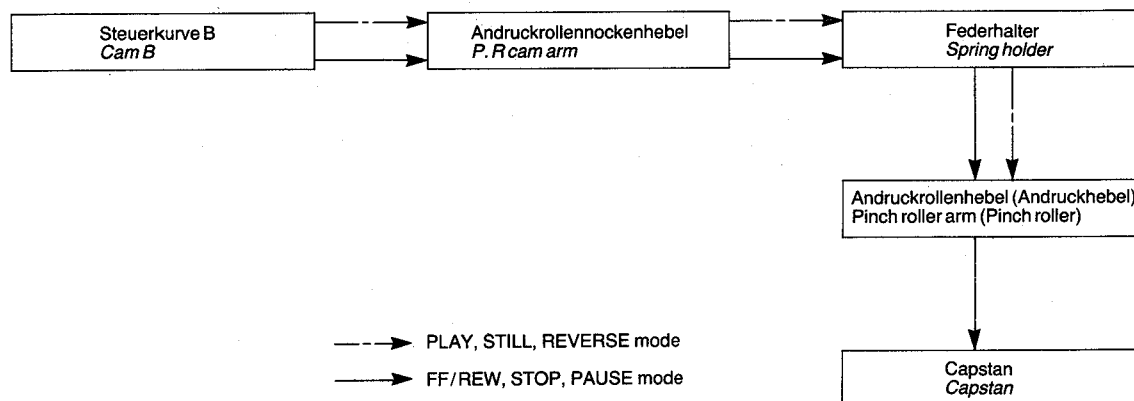 Steuerkurve B
Cam B
Andruckrollennockenhebel
P. R cam arm
Federhalter
Spring holder
Andruckrollenhebel (Andruckhebel)
Pinch roller arm (Pinch roller)
PLAY, STILL, REVERSE mode
FF/REW, STOP, PAUSE mode
Capstan
Capstan